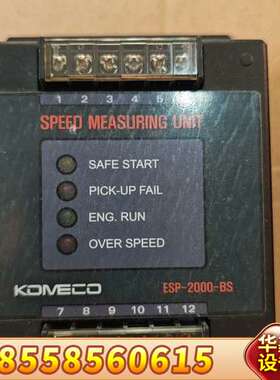 1 2 3 4 5
SPEED MEASURING UNIT
SAFE START
PICK-UP FAIL
ENG. RUN
OVER SPEED
KOMECO ESP-2000-BS
7 8 9 10 11 12
8558560615
华
设